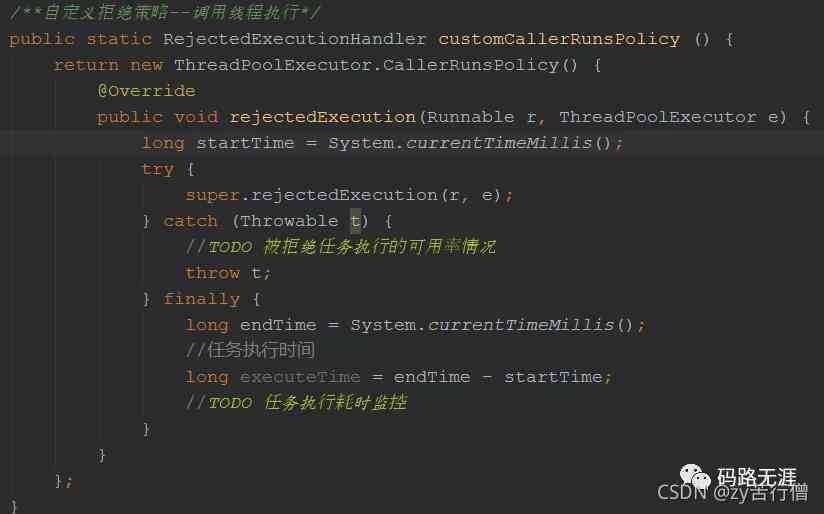 /**自定义拒绝策略--调用线程执行*/
public static RejectedExecutionHandler customCallerRunsPolicy () {
    return new ThreadPoolExecutor.CallerRunsPolicy() {
        @Override
        public void rejectedExecution(Runnable r, ThreadPoolExecutor e) {
            long startTime = System.currentTimeMillis();
            try {
                super.rejectedExecution(r, e);
            } catch (Throwable t) {
                //TODO 被拒绝任务执行的可用率情况
                throw t;
            } finally {
                long endTime = System.currentTimeMillis();
                //任务执行时间
                long executeTime = endTime - startTime;
                //TODO 任务执行耗时监控
            }
        }
    };
}
码路无涯
CSDN @zy苦行僧